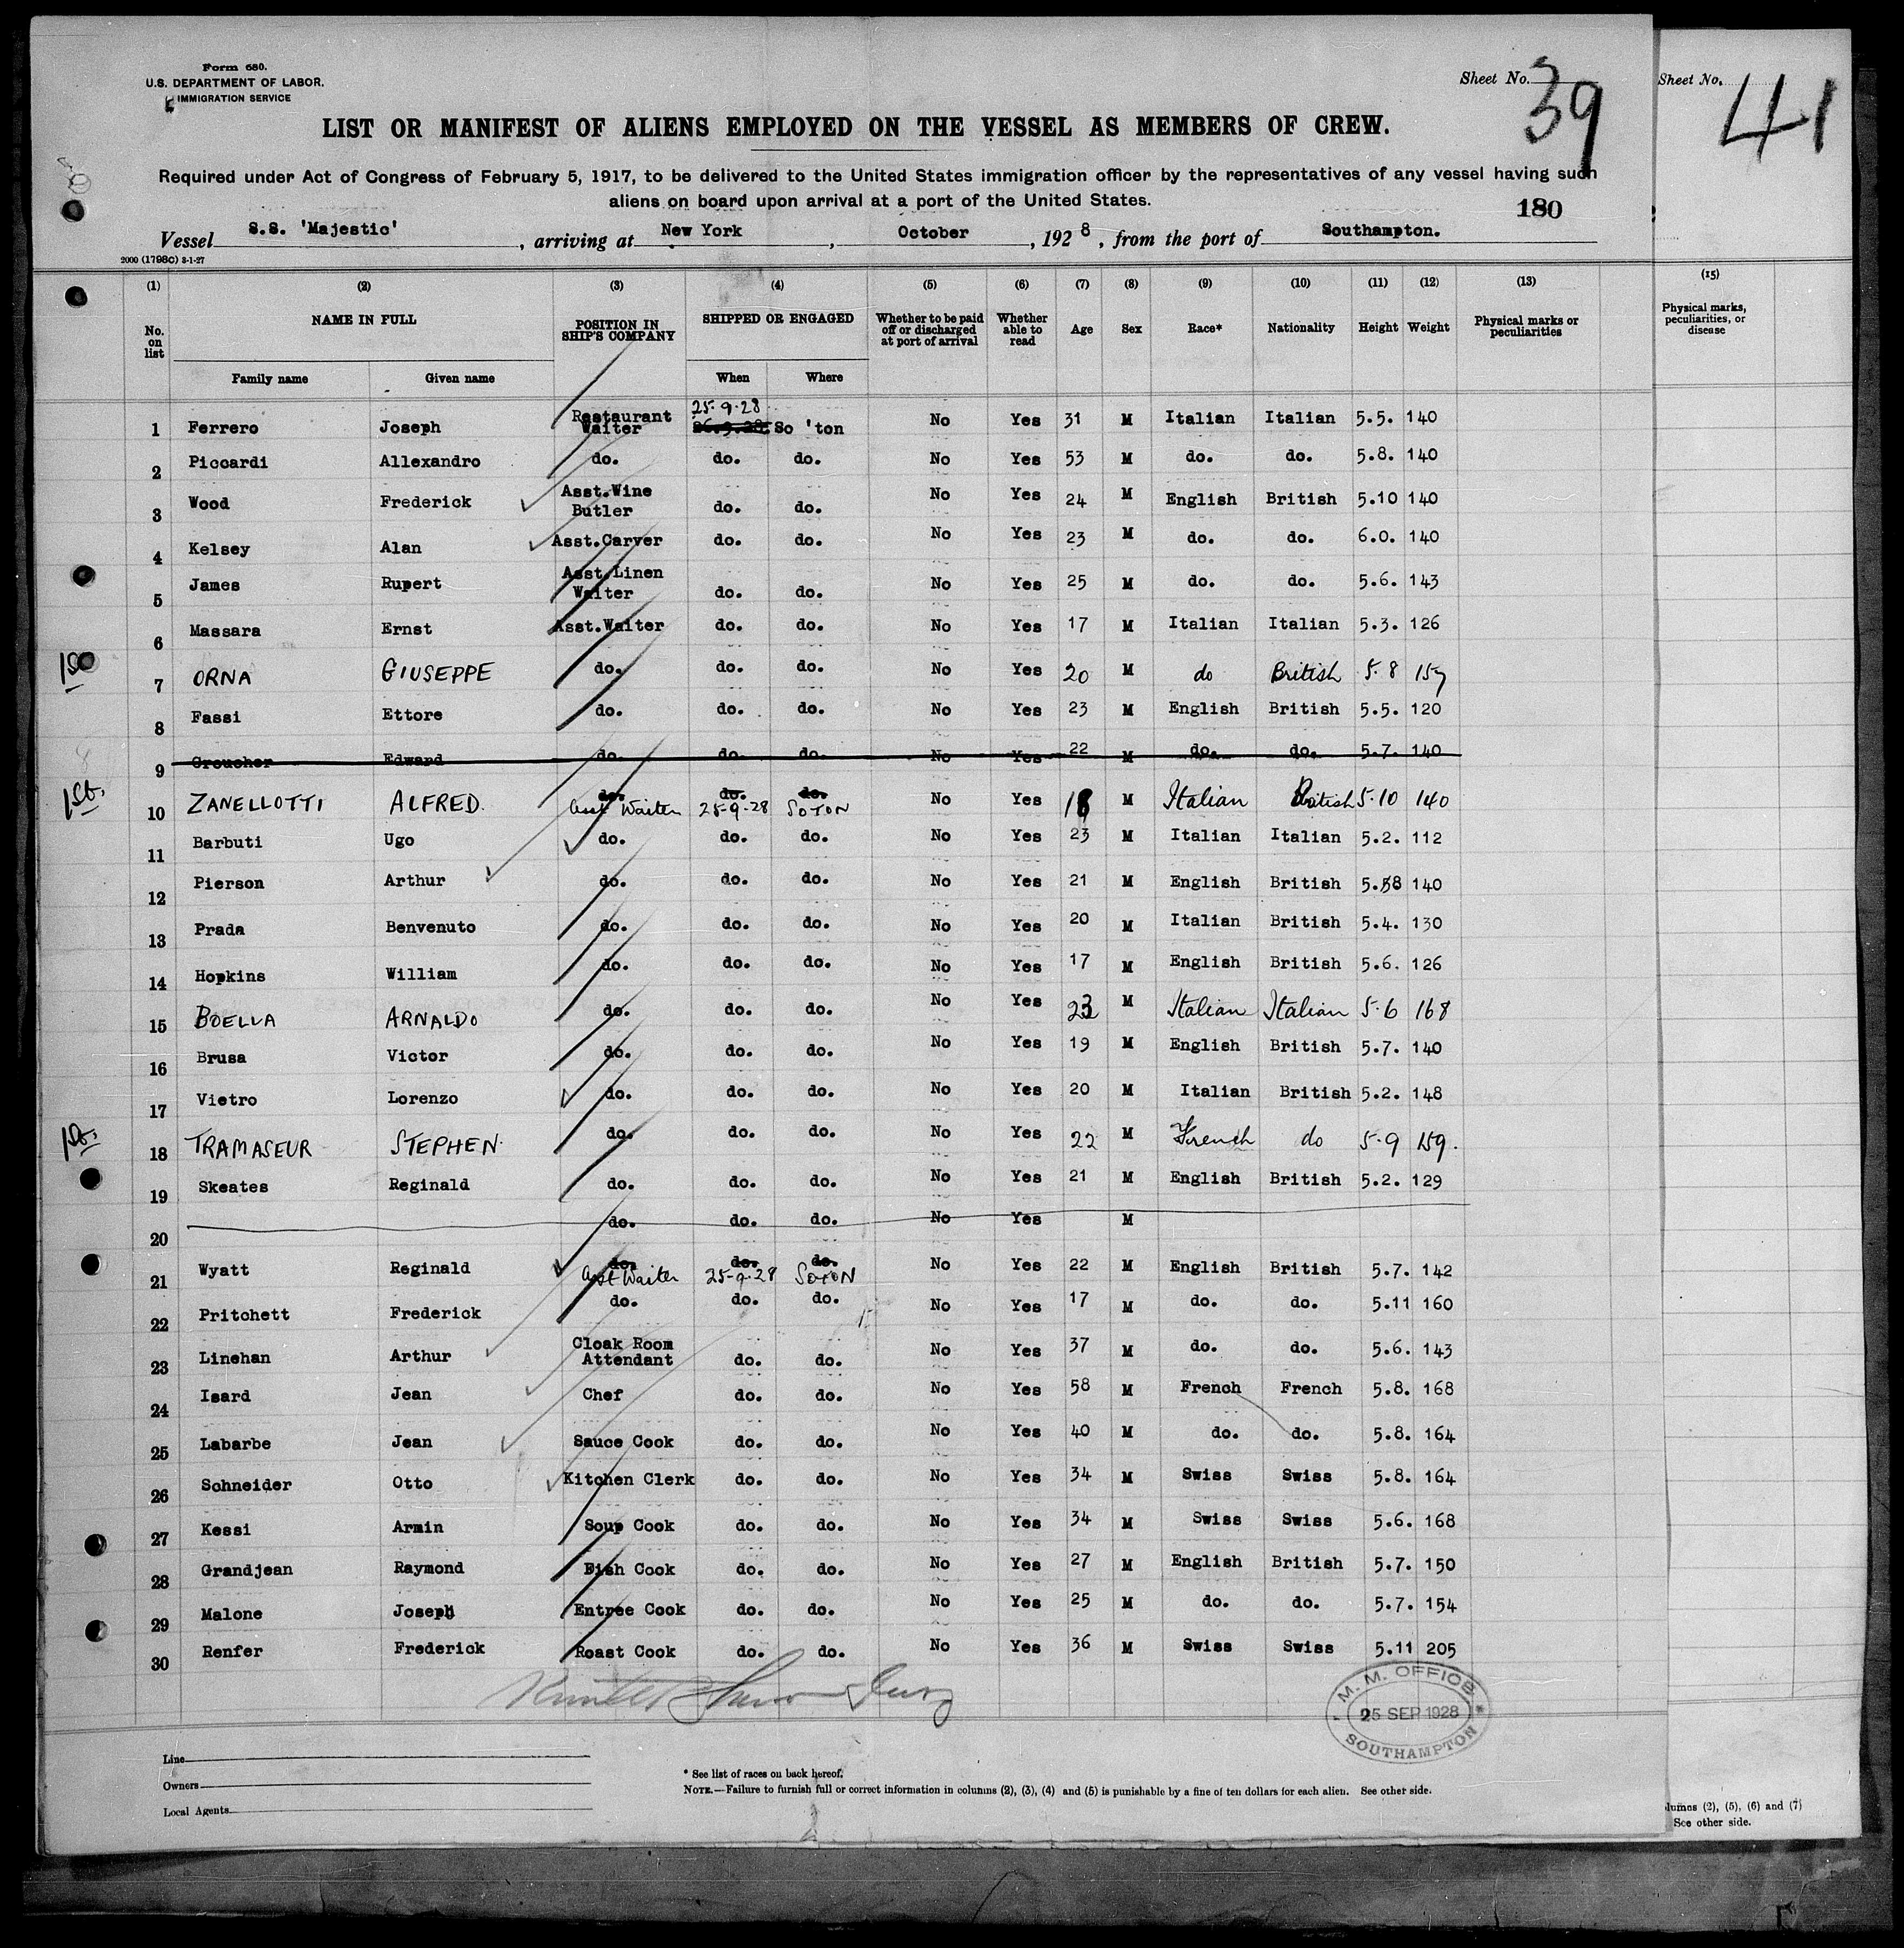 Form 680.
U.S. DEPARTMENT OF LABOR.
IMMIGRATION SERVICE
Sheet No. 39
Sheet No. 41
LIST OR MANIFEST OF ALIENS EMPLOYED ON THE VESSEL AS MEMBERS OF CREW.
Required under Act of Congress of February 5, 1917, to be delivered to the United States immigration officer by the representatives of any vessel having such
aliens on board upon arrival at a port of the United States.
180
Vessel S.S. 'Majestic', arriving at New York, October, 1928, from the port of Southampton.
2000 (1798C) 3-1-27
(1) (2) (3) (4) (5) (6) (7) (8) (9) (10) (11) (12) (13) (15)
No. on list NAME IN FULL POSITION IN SHIP'S COMPANY SHIPPED OR ENGAGED Whether to be paid off or discharged at port of arrival Whether able to read Age Sex Race* Nationality Height Weight Physical marks or peculiarities Physical marks, peculiarities, or disease
Family name Given name When Where
25.9.28
1 Ferrero Joseph Restaurant Waiter 26.9.28. So'ton No Yes 31 M Italian Italian 5.5. 140
2 Piccardi Allexandro do. do. do. No Yes 53 M do. do. 5.8. 140
3 Wood Frederick Asst.Wine Butler do. do. No Yes 24 M English British 5.10 140
4 Kelsey Alan Asst.Carver do. do. No Yes 23 M do. do. 6.0. 140
5 James Rupert Asst.Linen Waiter do. do. No Yes 25 M do. do. 5.6. 143
6 Massara Ernst Asst.Waiter do. do. No Yes 17 M Italian Italian 5.3. 126
1st 7 ORNA GIUSEPPE do. do. do. No Yes 20 M do British 5.8 157
8 Fassi Ettore do. do. do. No Yes 23 M English British 5.5. 120
9 Croucher Edward do. do. do. No Yes 22 M do. do. 5.7. 140
do. do. do.
1st. 10 ZANELLOTTI ALFRED. Asst Waiter 25-9-28 SOTON No Yes 18 M Italian British 5.10 140
11 Barbuti Ugo do. do. do. No Yes 23 M Italian Italian 5.2. 112
12 Pierson Arthur do. do. do. No Yes 21 M English British 5.8 140
13 Prada Benvenuto do. do. do. No Yes 20 M Italian British 5.4. 130
14 Hopkins William do. do. do. No Yes 17 M English British 5.6. 126
15 BOELLA ARNALDO do. do. do. No Yes 23 M Italian Italian 5.6 168
16 Brusa Victor do. do. do. No Yes 19 M English British 5.7. 140
17 Vietro Lorenzo do. do. do. No Yes 20 M Italian British 5.2. 148
1st. 18 TRAMASEUR STEPHEN. do. do. do. No Yes 22 M French do 5.9 159.
19 Skeates Reginald do. do. do. No Yes 21 M English British 5.2. 129
20 do. do. do. No Yes M
do. do. do.
21 Wyatt Reginald Asst Waiter 25-9-28 SOTON No Yes 22 M English British 5.7. 142
22 Pritchett Frederick do. do. do. No Yes 17 M do. do. 5.11 160
23 Linehan Arthur Cloak Room Attendant do. do. No Yes 37 M do. do. 5.6. 143
24 Isard Jean Chef do. do. No Yes 58 M French French 5.8. 168
25 Labarbe Jean Sauce Cook do. do. No Yes 40 M do. do. 5.8. 164
26 Schneider Otto Kitchen Clerk do. do. No Yes 34 M Swiss Swiss 5.8. 164
27 Kessi Armin Soup Cook do. do. No Yes 34 M Swiss Swiss 5.6. 168
28 Grandjean Raymond Fish Cook do. do. No Yes 27 M English British 5.7. 150
29 Malone Joseph Entree Cook do. do. No Yes 25 M do. do. 5.7. 154
30 Renfer Frederick Roast Cook do. do. No Yes 36 M Swiss Swiss 5.11 205
M. M. OFFICE
25 SEP 1928
SOUTHAMPTON
Line
Owners
Local Agents
* See list of races on back hereof.
NOTE.—Failure to furnish full or correct information in columns (2), (3), (4) and (5) is punishable by a fine of ten dollars for each alien. See other side.
lumns (2), (5), (6) and (7)
See other side.